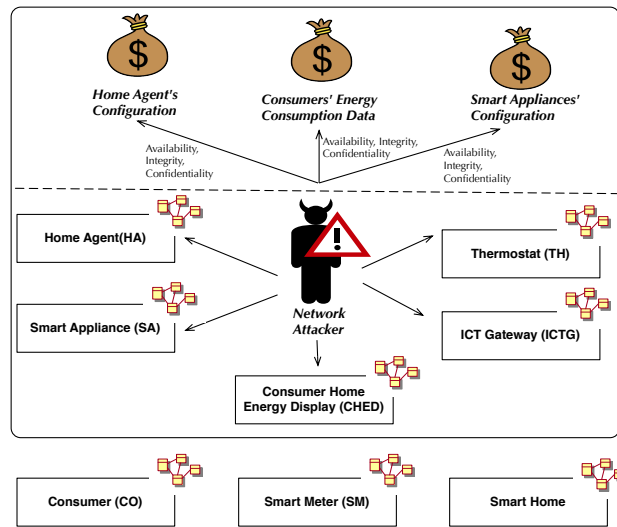 $
$
$
Home Agent's
Configuration
Consumers' Energy
Consumption Data
Smart Appliances'
Configuration
Availability,
Integrity,
Confidentiality
Availability, Integrity,
Confidentiality
Availability,
Integrity,
Confidentiality
Home Agent(HA)
!
Thermostat (TH)
Smart Appliance (SA)
Network
Attacker
ICT Gateway (ICTG)
Consumer Home
Energy Display (CHED)
Consumer (CO)
Smart Meter (SM)
Smart Home